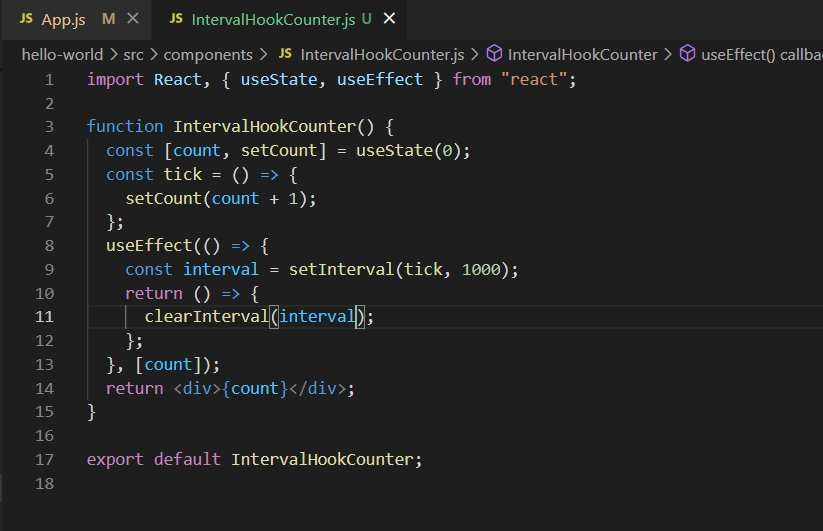 JS App.js M
JS IntervalHookCounter.js U
hello-world > src > components > JS IntervalHookCounter.js > IntervalHookCounter > useEffect() callba
1 import React, { useState, useEffect } from "react";
2
3 function IntervalHookCounter() {
4 const [count, setCount] = useState(0);
5 const tick = () => {
6 setCount(count + 1);
7 };
8 useEffect(() => {
9 const interval = setInterval(tick, 1000);
10 return () => {
11 clearInterval(interval);
12 };
13 }, [count]);
14 return <div>{count}</div>;
15 }
16
17 export default IntervalHookCounter;
18